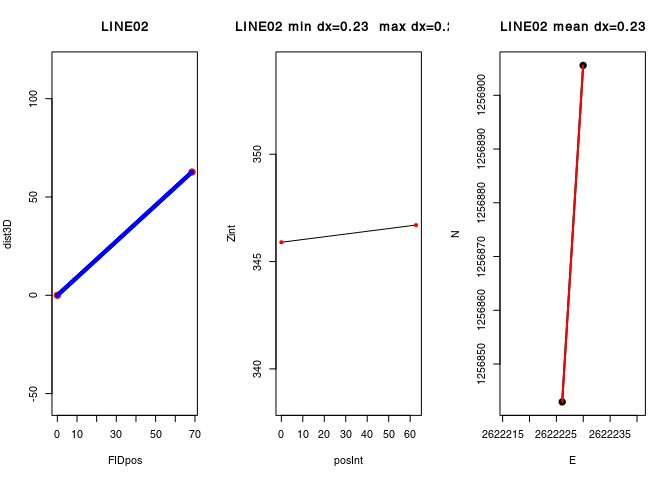 LINE02
dist3D
-50
0
50
100
0 10 30 50 70
FIDpos
LINE02 min dx=0.23 max dx=0.2
Zint
340
345
350
0 10 20 30 40 50 60
posInt
LINE02 mean dx=0.23
N
1256850
1256860
1256870
1256880
1256890
1256900
2622215 2622225 2622235
E